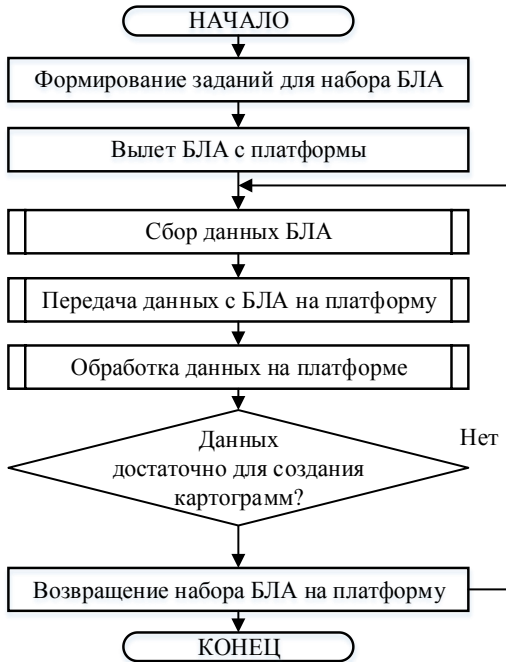 НАЧАЛО
Формирование заданий для набора БЛА
Вылет БЛА с платформы
Сбор данных БЛА
Передача данных с БЛА на платформу
Обработка данных на платформе
Данных
достаточно для создания
картограмм?
Нет
Возвращение набора БЛА на платформу
КОНЕЦ